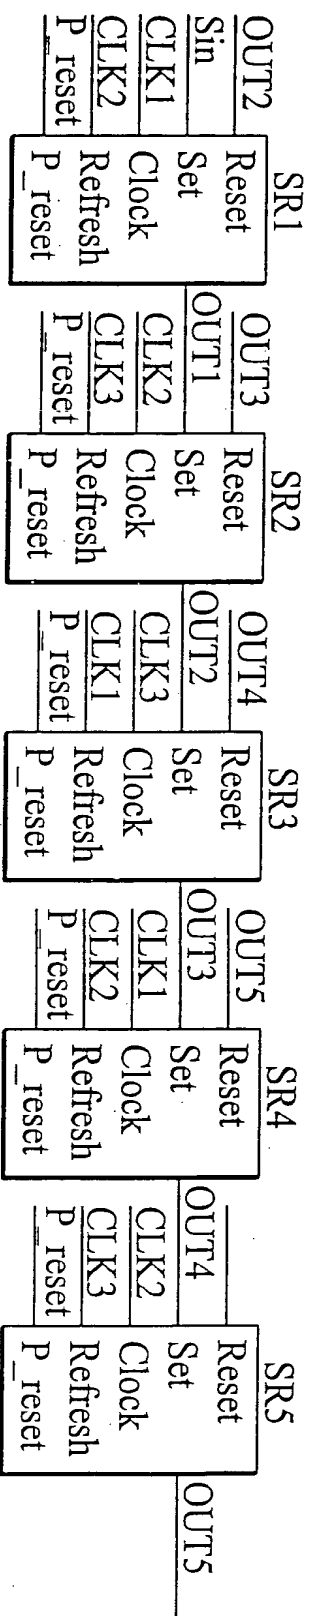 SR1
OUT2
Reset
Sin
Set
CLK1
Clock
CLK2
Refresh
P_reset
P_reset
SR2
OUT3
Reset
OUT1
Set
CLK2
Clock
CLK3
Refresh
P_reset
P_reset
SR3
OUT4
Reset
OUT2
Set
CLK3
Clock
CLK1
Refresh
P_reset
P_reset
SR4
OUT5
Reset
OUT3
Set
CLK1
Clock
CLK2
Refresh
P_reset
P_reset
SR5
Reset
OUT4
Set
CLK2
Clock
CLK3
Refresh
P_reset
P_reset
OUT5